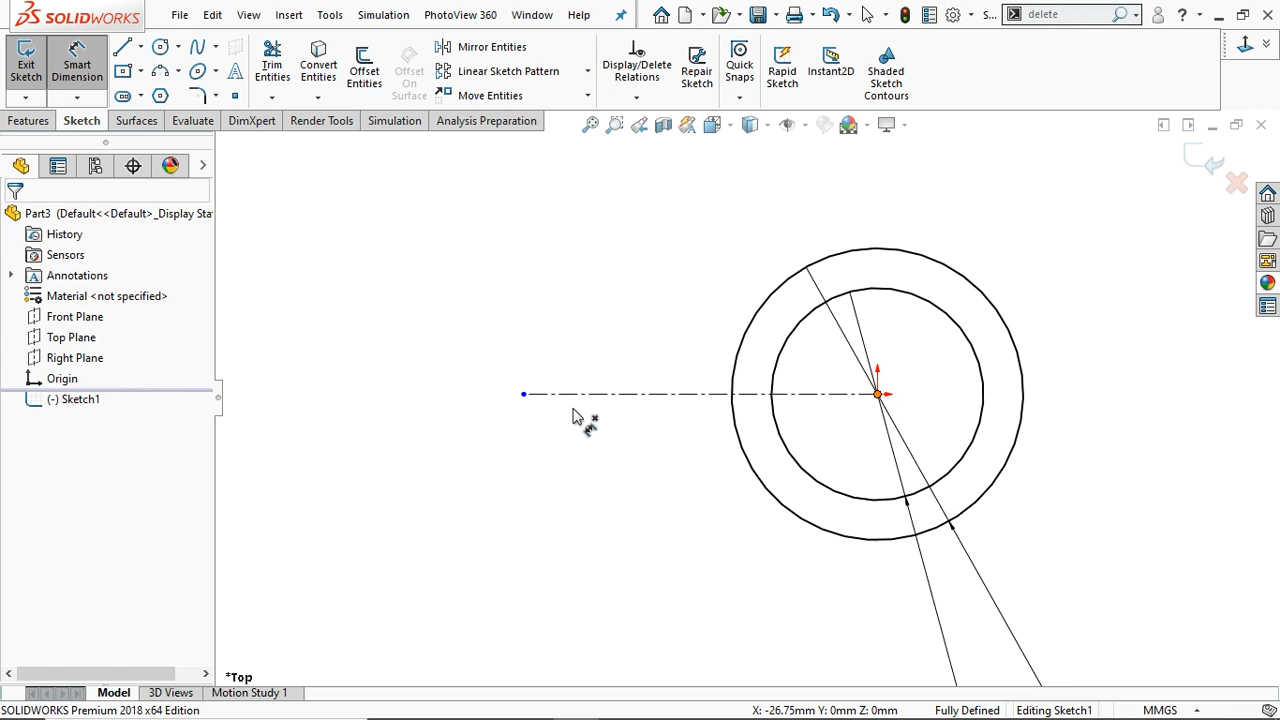 SOLIDWORKS File Edit View Insert Tools Simulation PhotoView 360 Window Help S... delete ?
Exit Sketch Smart Dimension Trim Entities Convert Entities Offset Entities Offset On Surface Mirror Entities Linear Sketch Pattern Move Entities Display/Delete Relations Repair Sketch Quick Snaps Rapid Sketch Instant2D Shaded Sketch Contours
Features Sketch Surfaces Evaluate DimXpert Render Tools Simulation Analysis Preparation
Part3 (Default<<Default>_Display Sta
History
Sensors
Annotations
Material <not specified>
Front Plane
Top Plane
Right Plane
Origin
(-) Sketch1
*Top
Model 3D Views Motion Study 1
SOLIDWORKS Premium 2018 x64 Edition X: -26.75mm Y: 0mm Z: 0mm Fully Defined Editing Sketch1 MMGS